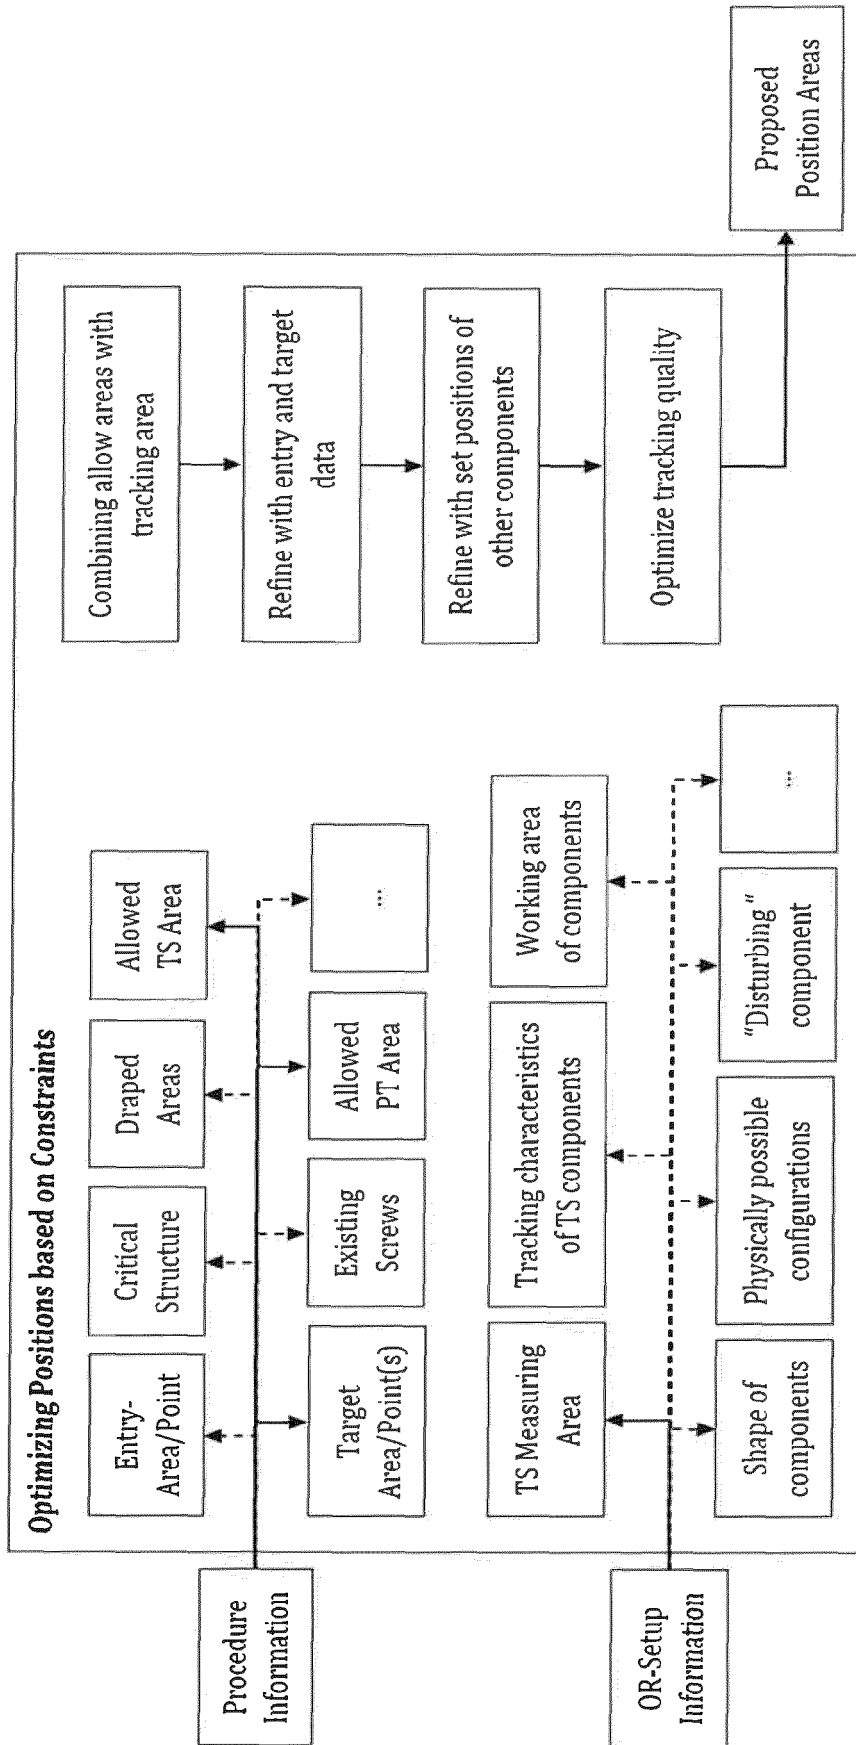 Optimizing Positions based on Constraints
Procedure
Information
Entry-
Area/Point
Critical
Structure
Draped
Areas
Allowed
TS Area
Target
Area/Point(s)
Existing
Screws
Allowed
PT Area
...
OR-Setup
Information
TS Measuring
Area
Tracking characteristics
of TS components
Working area
of components
Shape of
components
Physically possible
configurations
“Disturbing “
component
...
Combining allow areas with
tracking area
Refine with entry and target
data
Refine with set positions of
other components
Optimize tracking quality
Proposed
Position Areas